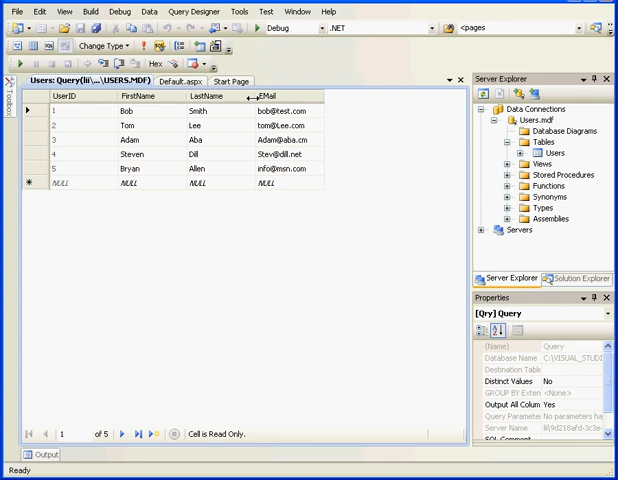 File Edit View Build Debug Data Query Designer Tools Test Window Help
Debug .NET <pages
Change Type
Hex
Users: Query(lil\...\USERS.MDF) Default.aspx Start Page
Toolbox
UserID FirstName LastName EMail
1 Bob Smith bob@test.com
2 Tom Lee tom@Lee.com
3 Adam Aba Adam@aba.cm
4 Steven Dill Stev@dill.net
5 Bryan Allen info@msn.com
NULL NULL NULL NULL
1 of 5 Cell is Read Only.
Server Explorer
Data Connections
Users.mdf
Database Diagrams
Tables
Users
Views
Stored Procedures
Functions
Synonyms
Types
Assemblies
Servers
Server Explorer Solution Explorer
Properties
[Qry] Query
(Name) Query
Database Name C:\VISUAL_STUDI
Destination Table
Distinct Values No
GROUP BY Exten <None>
Output All Colum Yes
Query Parameter No parameters ha
Server Name lil\9d218afd-3c3e-
SQL Comment
Output
Ready